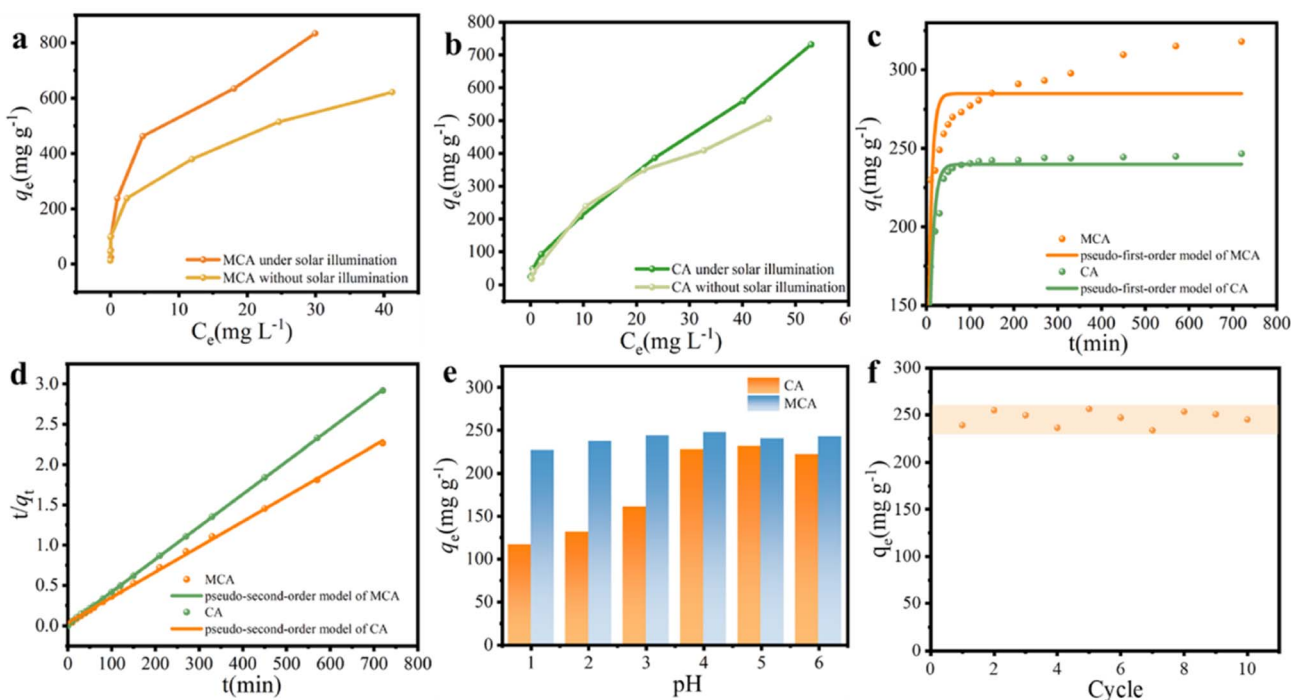 a
800
600
400
200
0
qe(mg g-1)
0 10 20 30 40
Ce(mg L-1)
MCA under solar illumination
MCA without solar illumination
b
800
700
600
500
400
300
200
100
0
qe(mg g-1)
0 10 20 30 40 50 6
Ce(mg L-1)
CA under solar illumination
CA without solar illumination
c
300
250
200
150
qt(mg g-1)
0 100 200 300 400 500 600 700 800
t(min)
MCA
pseudo-first-order model of MCA
CA
pseudo-first-order model of CA
d
3.0
2.5
2.0
1.5
1.0
0.5
0.0
t/qt
0 100 200 300 400 500 600 700 800
t(min)
MCA
pseudo-second-order model of MCA
CA
pseudo-second-order model of CA
e
300
250
200
150
100
50
0
qe(mg g-1)
1 2 3 4 5 6
pH
CA
MCA
f
300
250
200
150
100
50
0
qe(mg g-1)
0 2 4 6 8 10
Cycle